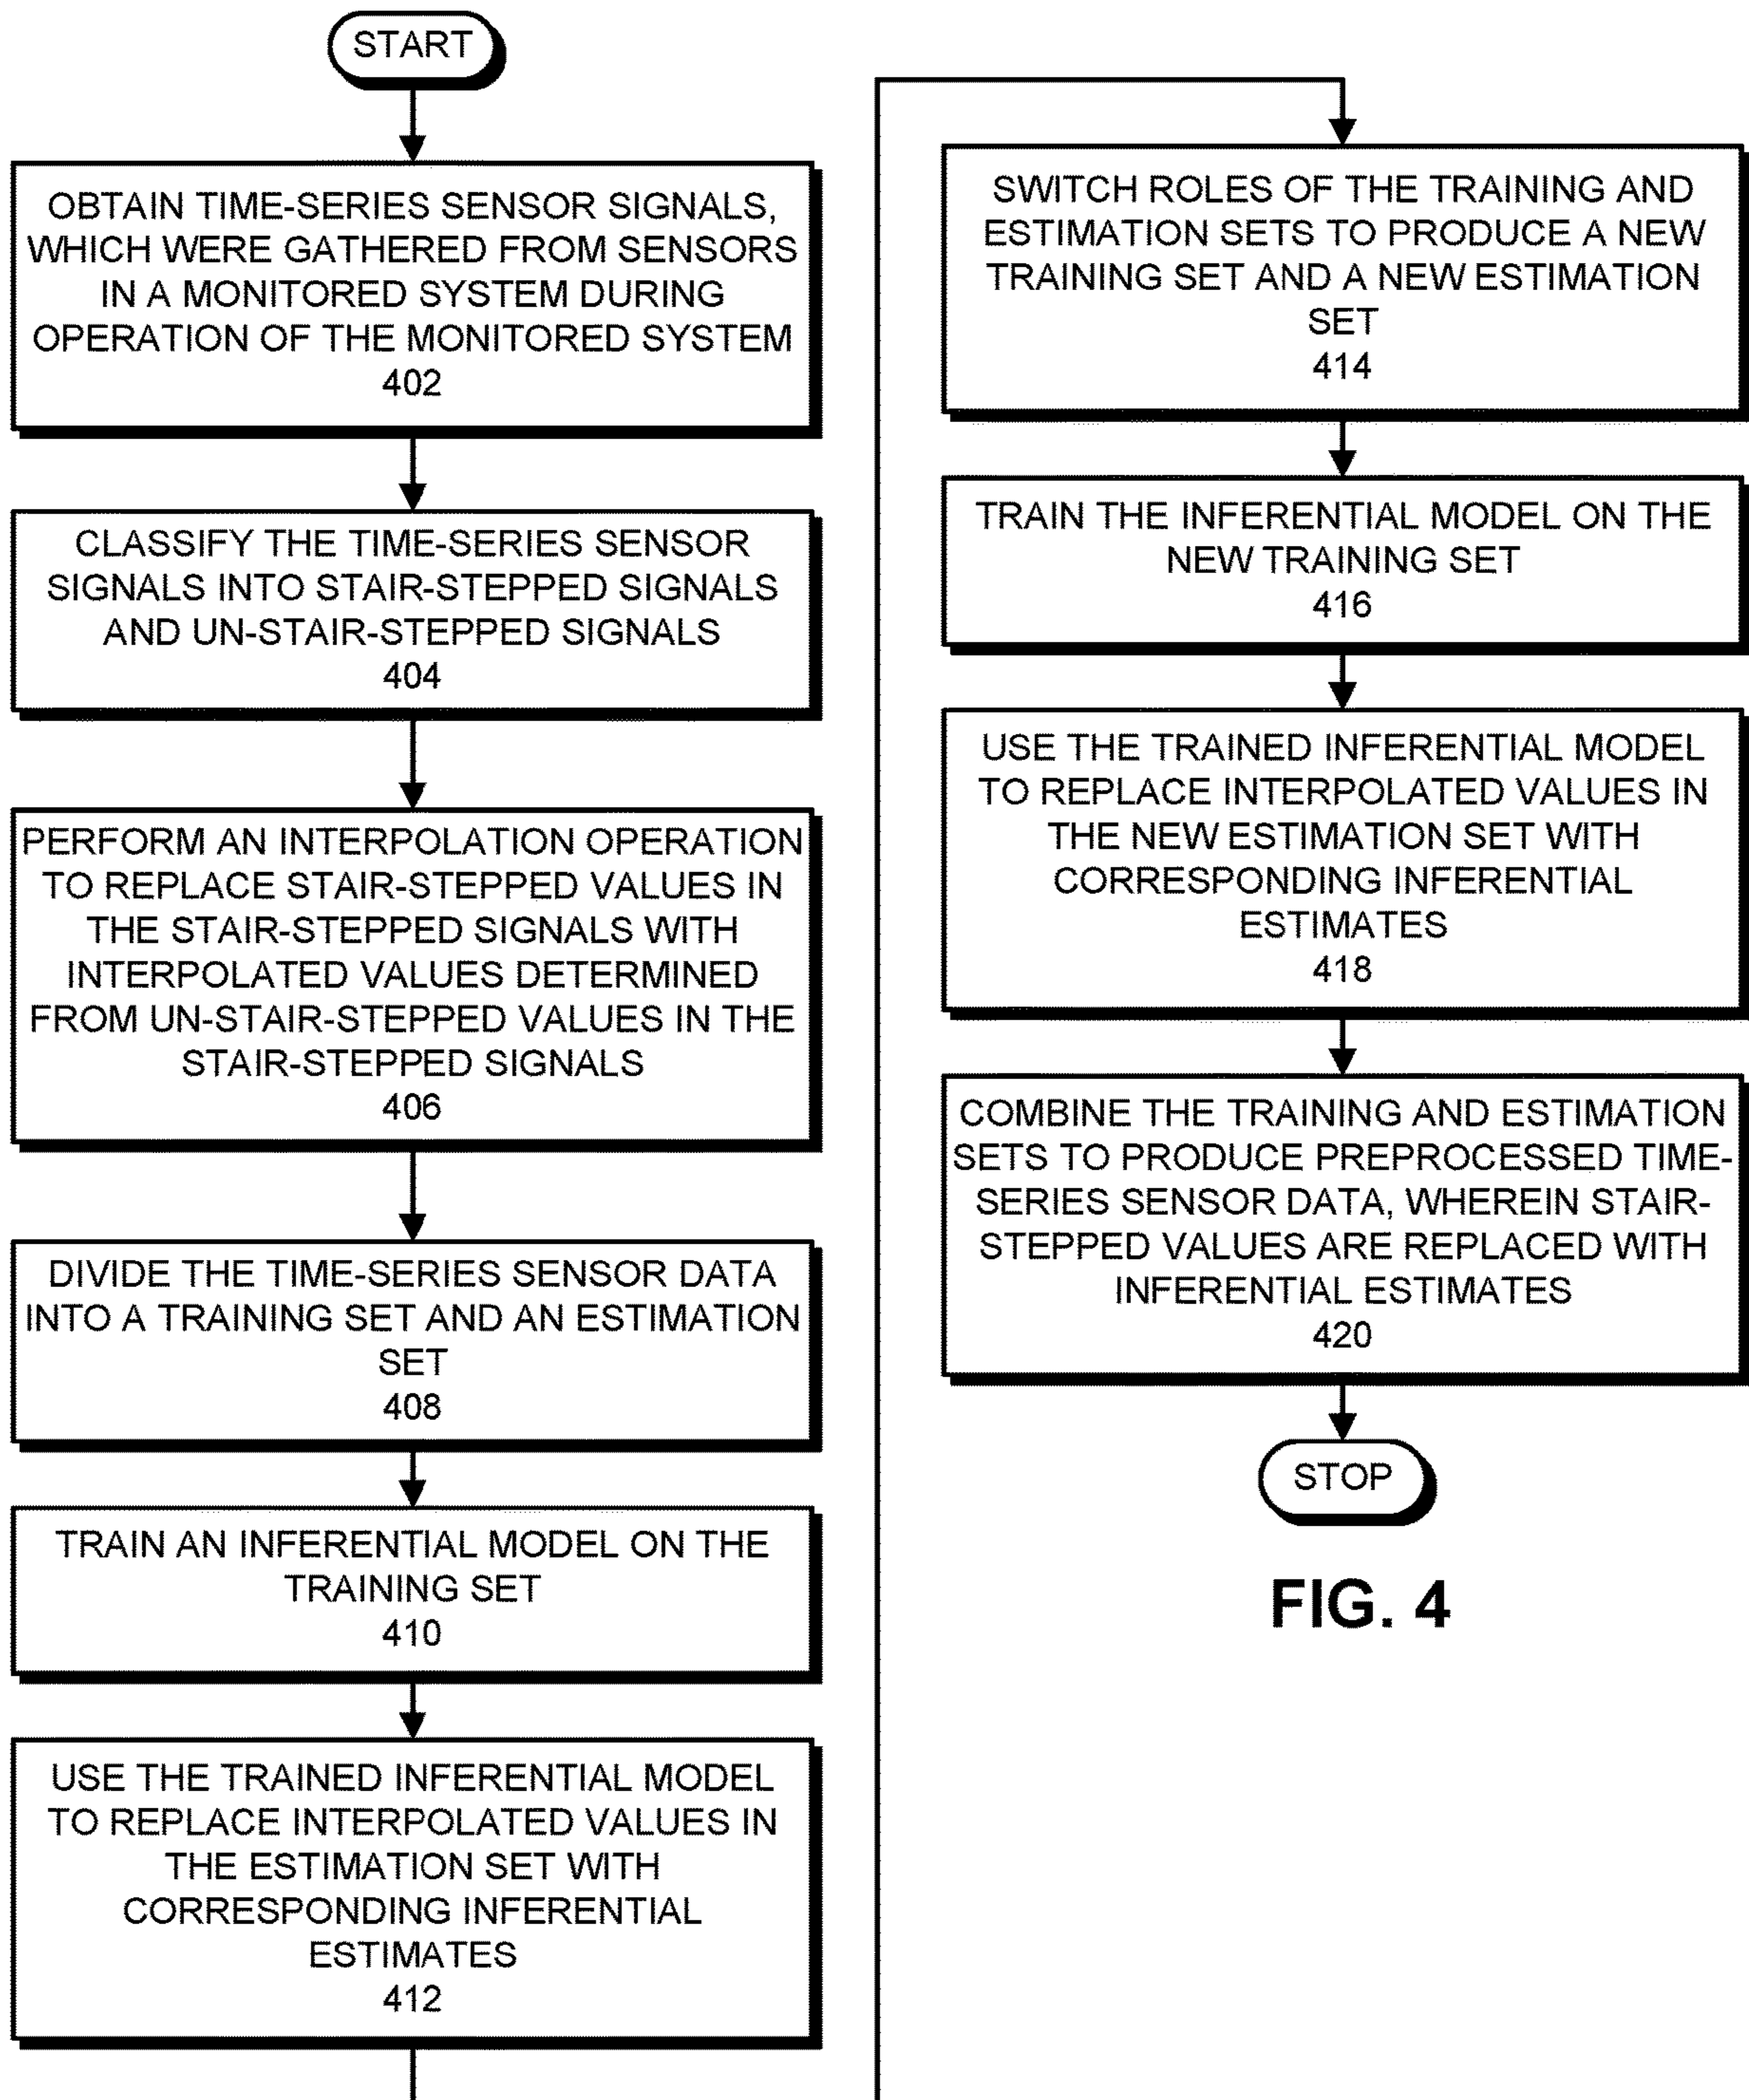 START
OBTAIN TIME-SERIES SENSOR SIGNALS,
WHICH WERE GATHERED FROM SENSORS
IN A MONITORED SYSTEM DURING
OPERATION OF THE MONITORED SYSTEM
402
CLASSIFY THE TIME-SERIES SENSOR
SIGNALS INTO STAIR-STEPPED SIGNALS
AND UN-STAIR-STEPPED SIGNALS
404
PERFORM AN INTERPOLATION OPERATION
TO REPLACE STAIR-STEPPED VALUES IN
THE STAIR-STEPPED SIGNALS WITH
INTERPOLATED VALUES DETERMINED
FROM UN-STAIR-STEPPED VALUES IN THE
STAIR-STEPPED SIGNALS
406
DIVIDE THE TIME-SERIES SENSOR DATA
INTO A TRAINING SET AND AN ESTIMATION
SET
408
TRAIN AN INFERENTIAL MODEL ON THE
TRAINING SET
410
USE THE TRAINED INFERENTIAL MODEL
TO REPLACE INTERPOLATED VALUES IN
THE ESTIMATION SET WITH
CORRESPONDING INFERENTIAL
ESTIMATES
412
SWITCH ROLES OF THE TRAINING AND
ESTIMATION SETS TO PRODUCE A NEW
TRAINING SET AND A NEW ESTIMATION
SET
414
TRAIN THE INFERENTIAL MODEL ON THE
NEW TRAINING SET
416
USE THE TRAINED INFERENTIAL MODEL
TO REPLACE INTERPOLATED VALUES IN
THE NEW ESTIMATION SET WITH
CORRESPONDING INFERENTIAL
ESTIMATES
418
COMBINE THE TRAINING AND ESTIMATION
SETS TO PRODUCE PREPROCESSED TIME-
SERIES SENSOR DATA, WHEREIN STAIR-
STEPPED VALUES ARE REPLACED WITH
INFERENTIAL ESTIMATES
420
STOP
FIG. 4